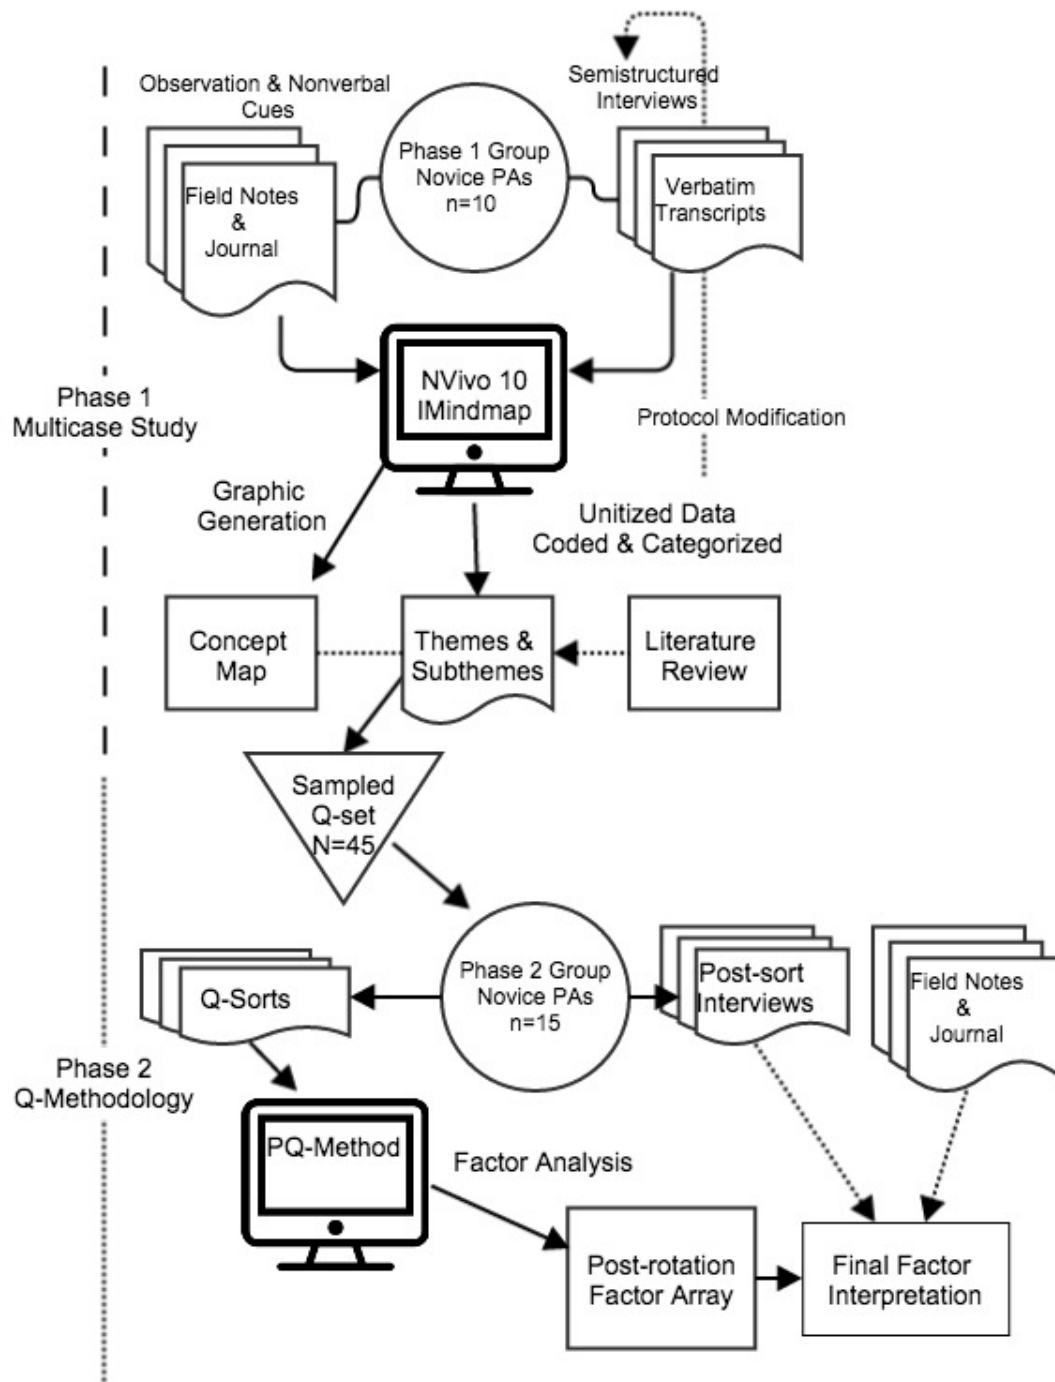 Observation & Nonverbal
Cues
Semistructured
Interviews
Field Notes
&
Journal
Phase 1 Group
Novice PAs
n=10
Verbatim
Transcripts
NVivo 10
IMindmap
Phase 1
Multicase Study
Protocol Modification
Graphic
Generation
Unitized Data
Coded & Categorized
Concept
Map
Themes &
Subthemes
Literature
Review
Sampled
Q-set
N=45
Q-Sorts
Phase 2 Group
Novice PAs
n=15
Post-sort
Interviews
Field Notes
&
Journal
Phase 2
Q-Methodology
PQ-Method
Factor Analysis
Post-rotation
Factor Array
Final Factor
Interpretation